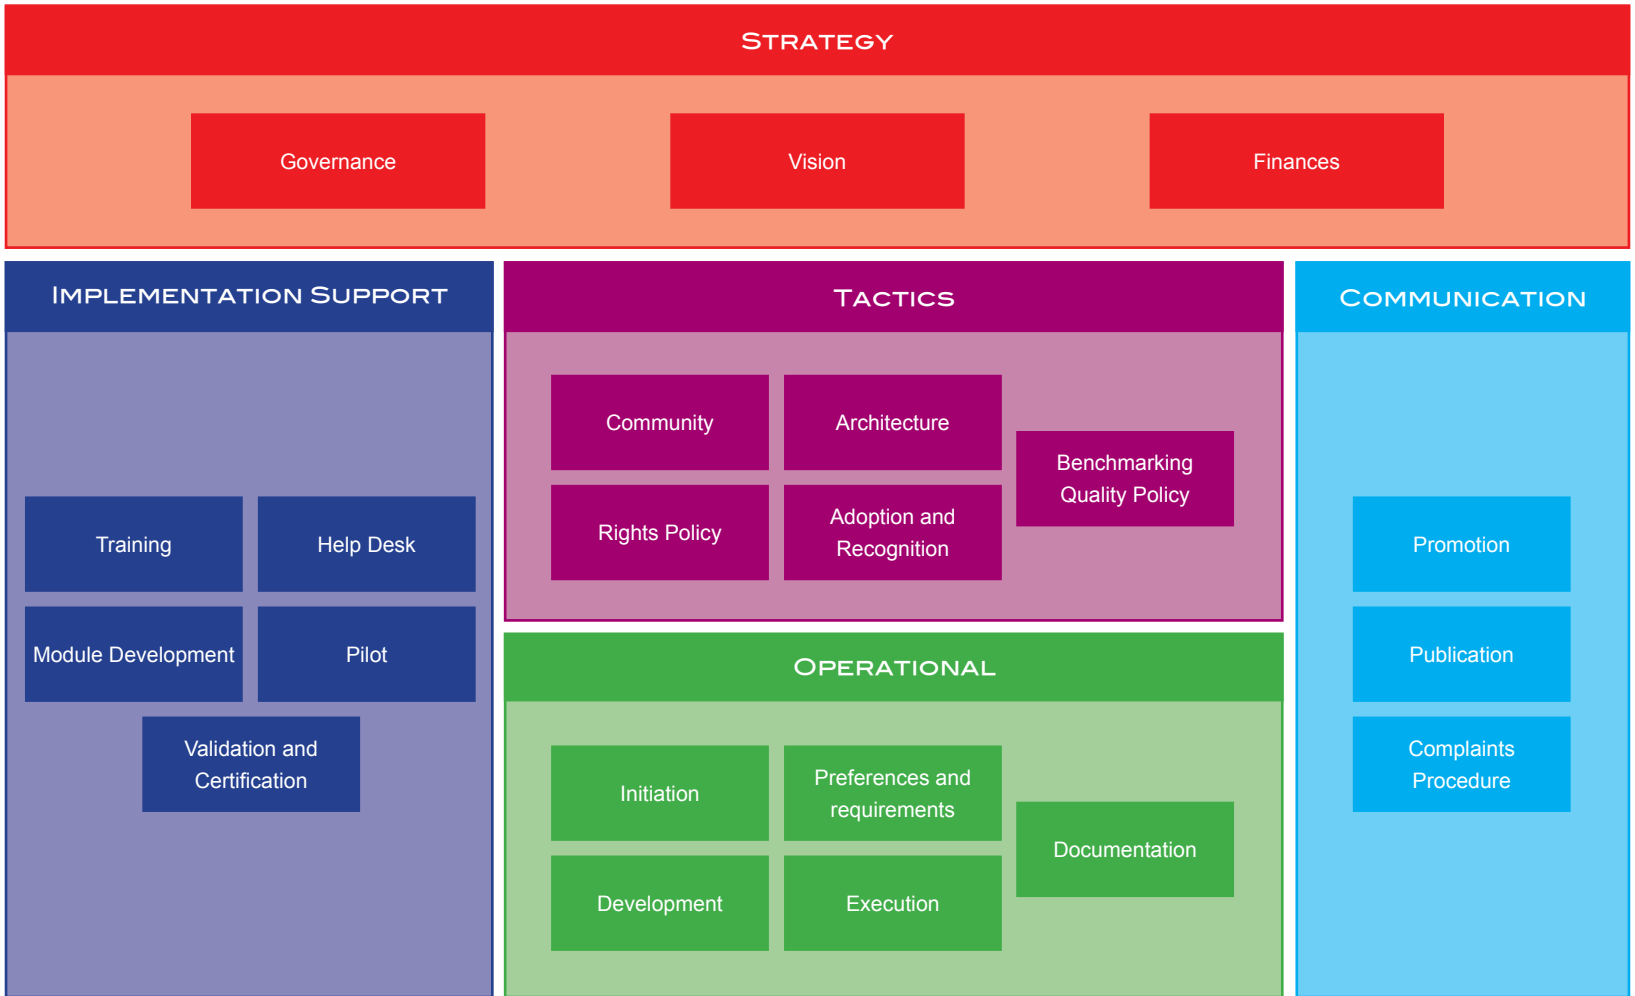 STRATEGY
Governance
Vision
Finances
IMPLEMENTATION SUPPORT
Training
Help Desk
Module Development
Pilot
Validation and
Certification
TACTICS
Community
Architecture
Rights Policy
Adoption and
Recognition
Benchmarking
Quality Policy
OPERATIONAL
Initiation
Preferences and
requirements
Development
Execution
Documentation
COMMUNICATION
Promotion
Publication
Complaints
Procedure